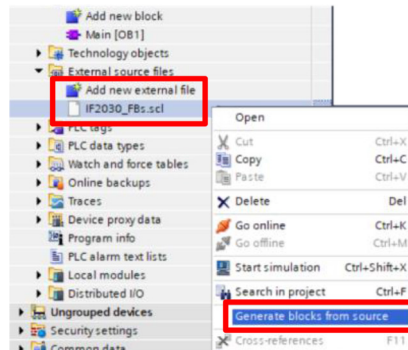 Add new block
Main [OB1]
Technology objects
External source files
Add new external file
IF2030_FBs.scl
PLC tags
PLC data types
Watch and force tables
Online backups
Traces
Device proxy data
Program info
PLC alarm text lists
Local modules
Distributed I/O
Ungrouped devices
Security settings
Common data
Open
Cut Ctrl+X
Copy Ctrl+C
Paste Ctrl+V
Delete Del
Go online Ctrl+K
Go offline Ctrl+M
Start simulation Ctrl+Shift+X
Search in project Ctrl+F
Generate blocks from source
Cross-references F11